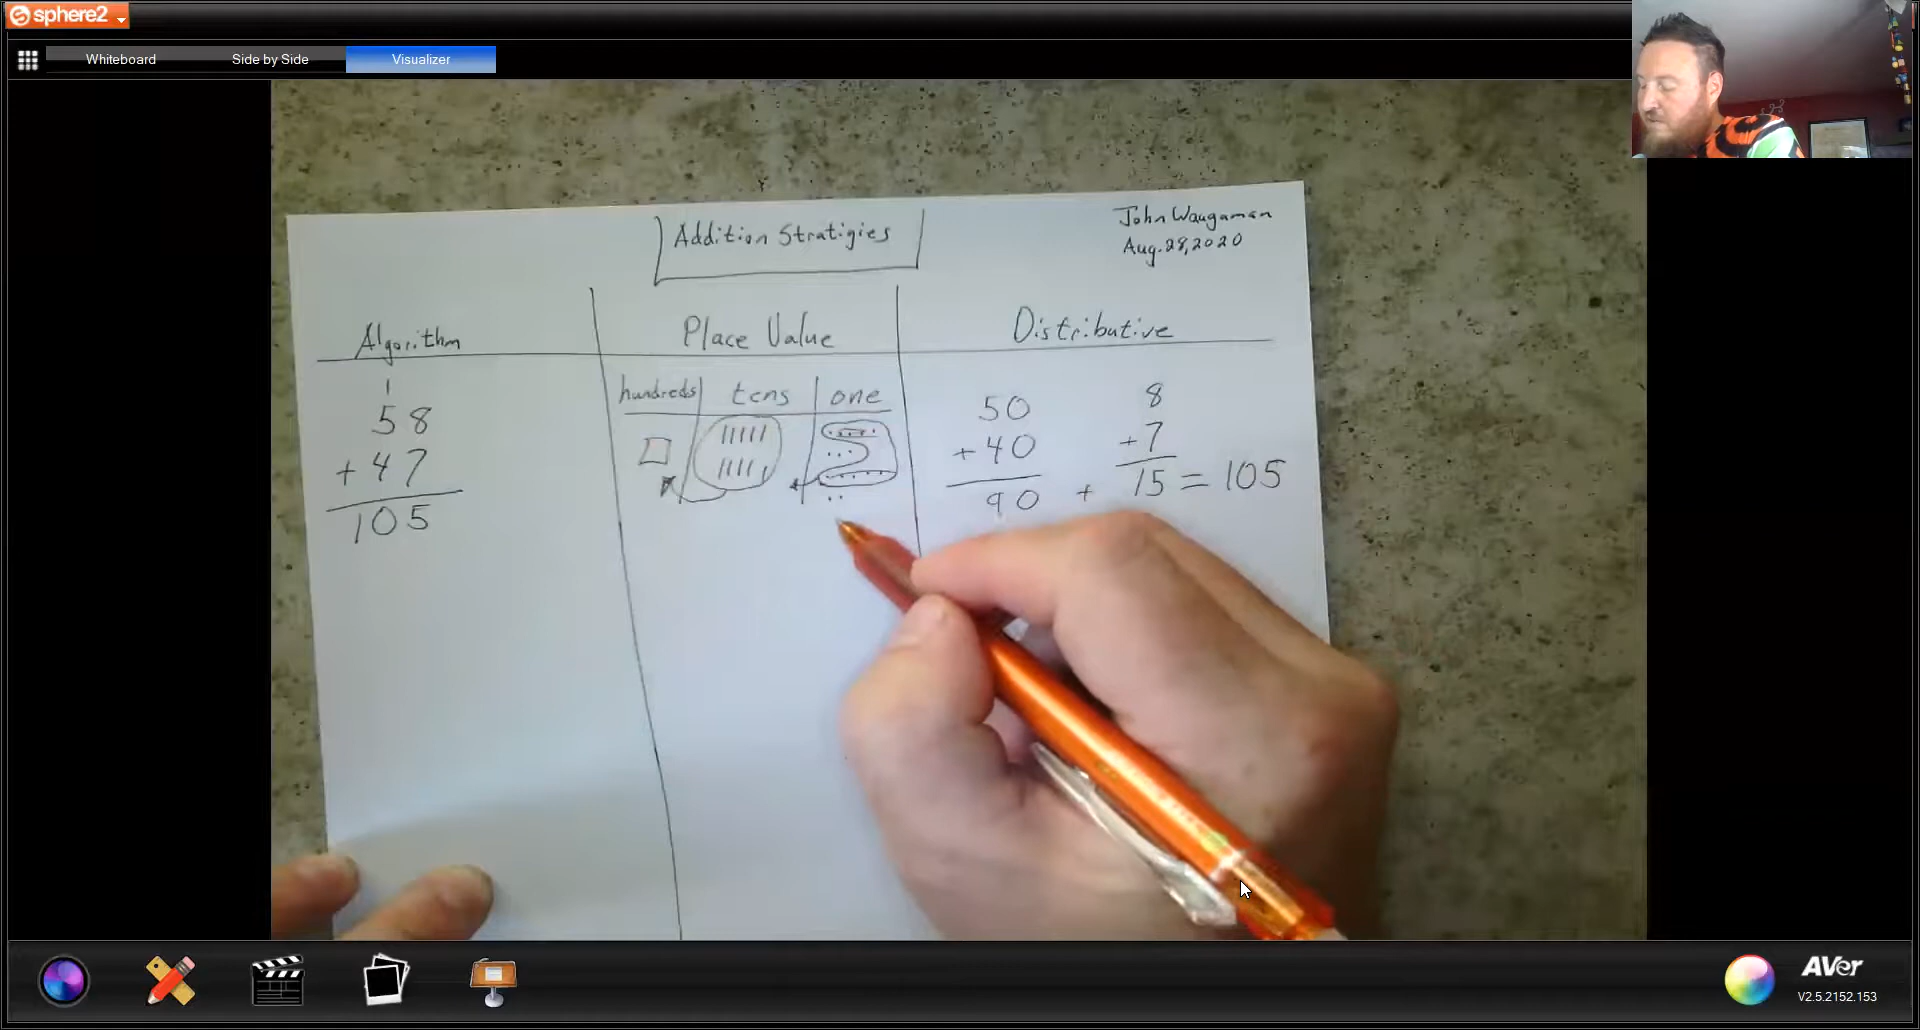 sphere2
Whiteboard Side by Side Visualizer
Addition Stratigies
John Waugaman
Aug. 28, 2020
Algorithm
1
58
+ 47
105
Place Value
hundreds tens one
Distributive
50
+ 40
90 +
8
+ 7
15 = 105
AVer
V2.5.2152.153